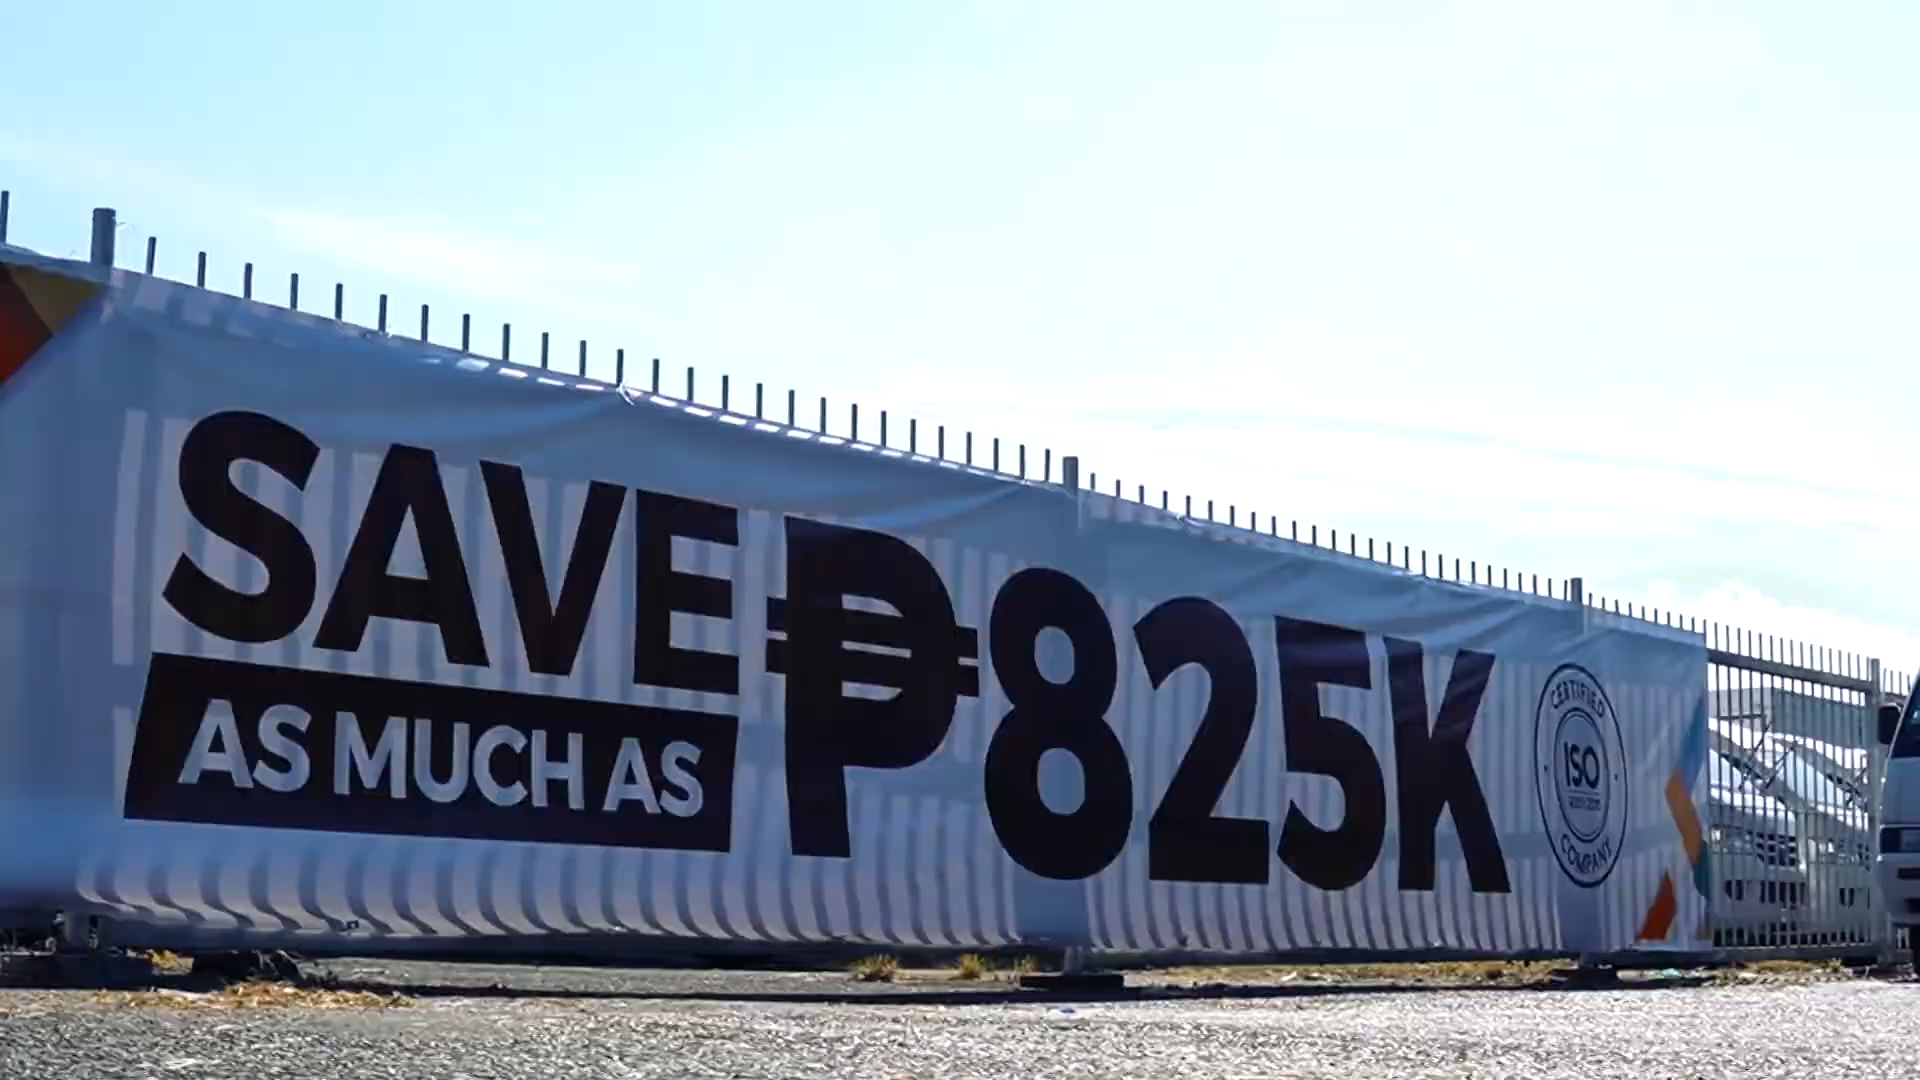 SAVE
AS MUCH AS
₱825K
CERTIFIED
ISO
COMPANY